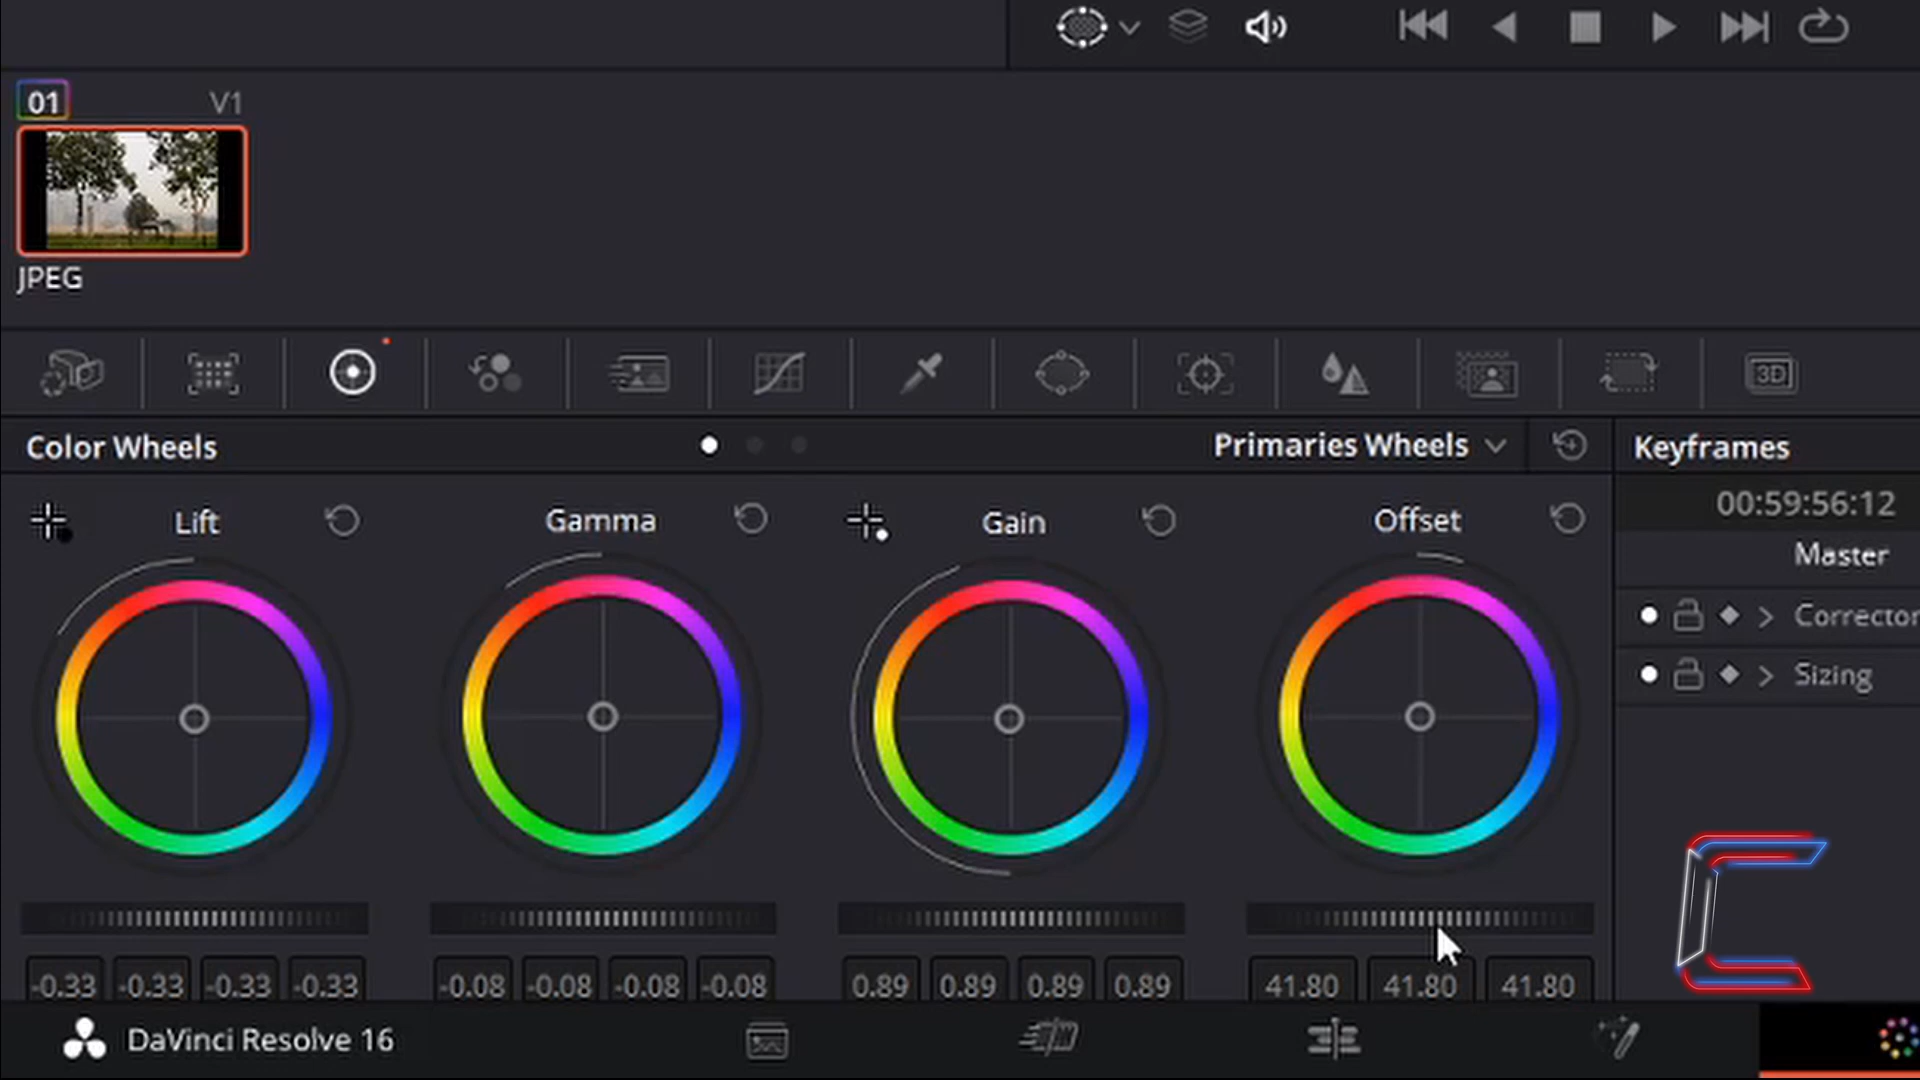 01 V1
JPEG
3D
Color Wheels
Primaries Wheels
Keyframes
00:59:56:12
Master
Corrector
Sizing
Lift
Gamma
Gain
Offset
-0.33 -0.33 -0.33 -0.33
-0.08 -0.08 -0.08 -0.08
0.89 0.89 0.89 0.89
41.80 41.80 41.80
DaVinci Resolve 16